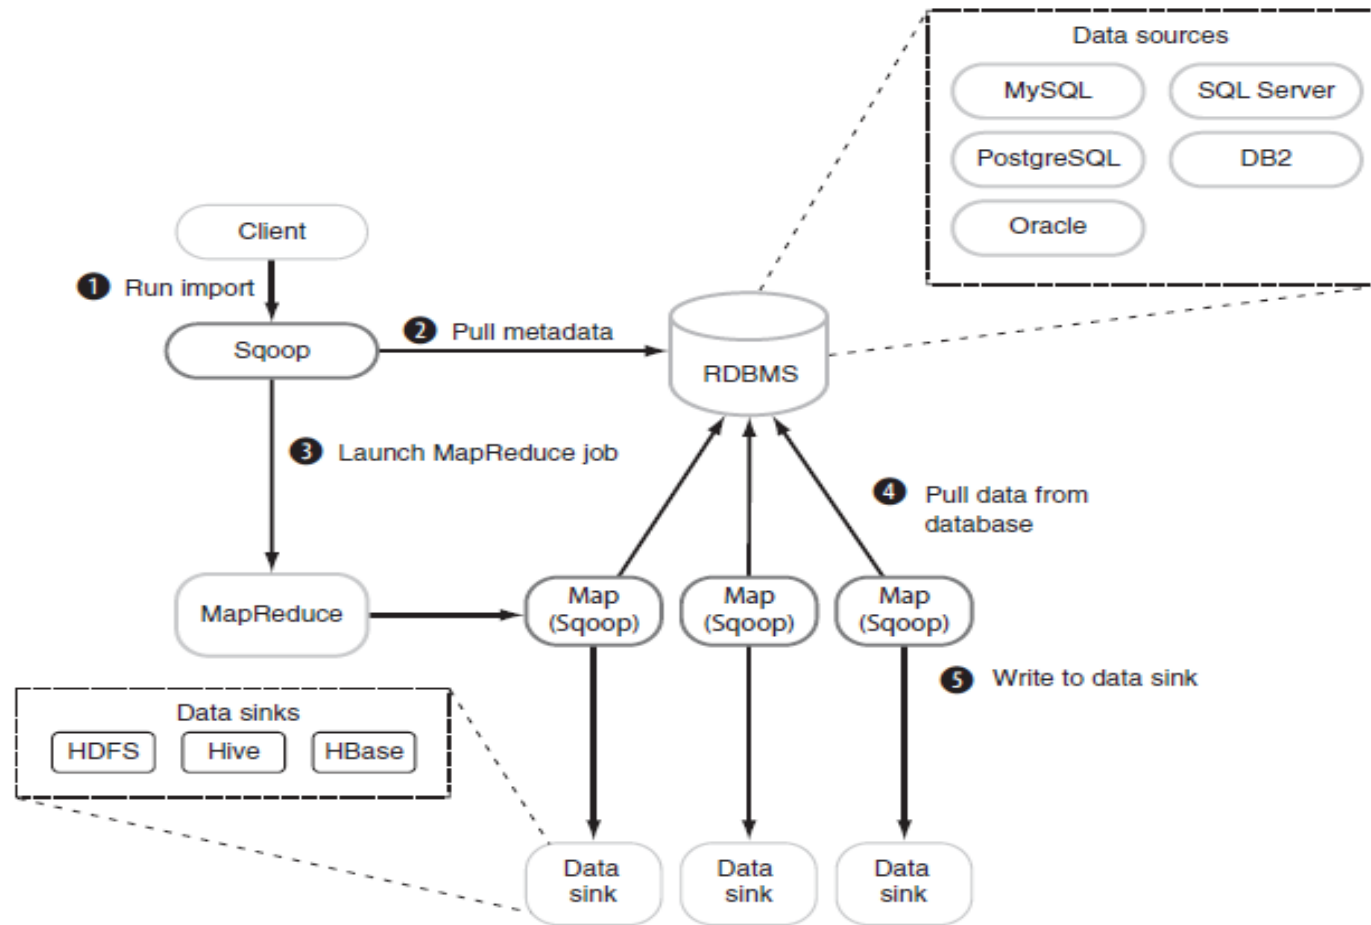 Data sources
MySQL
SQL Server
PostgreSQL
DB2
Oracle
Client
1 Run import
Sqoop
2 Pull metadata
RDBMS
3 Launch MapReduce job
4 Pull data from
database
MapReduce
Map
(Sqoop)
Map
(Sqoop)
Map
(Sqoop)
5 Write to data sink
Data sinks
HDFS
Hive
HBase
Data
sink
Data
sink
Data
sink